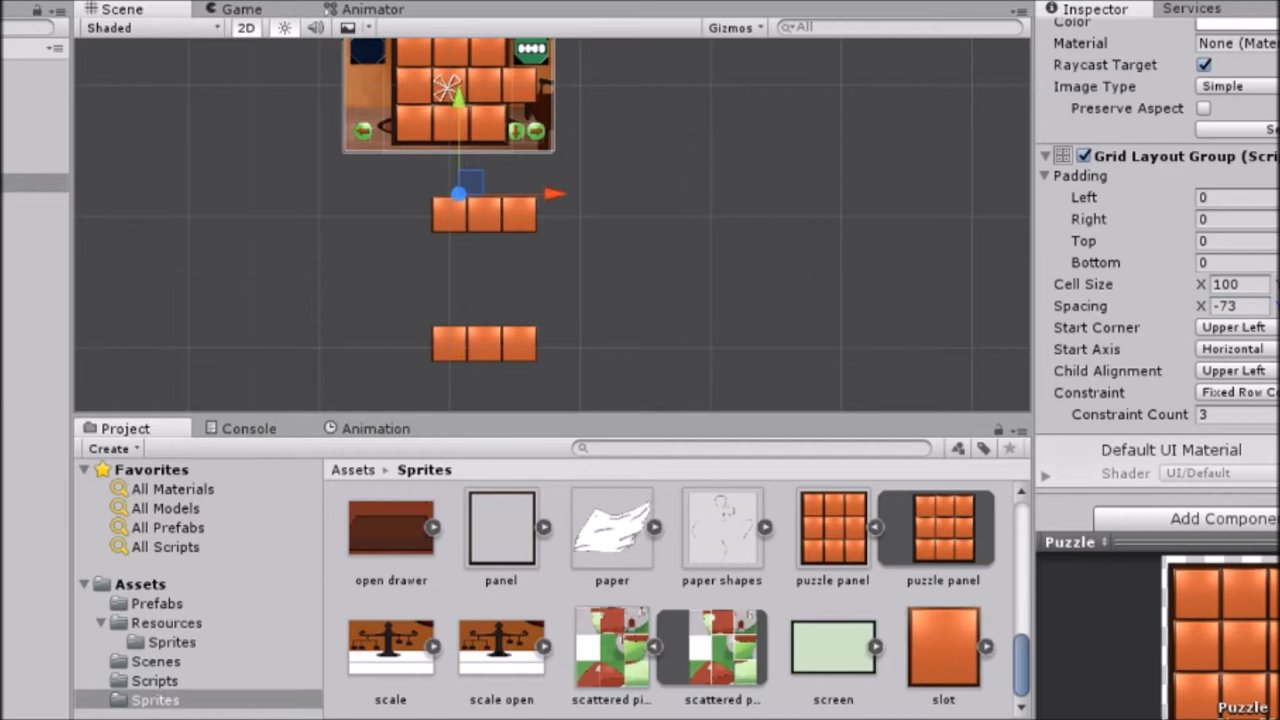 Scene Game Animator
Shaded 2D Gizmos All
Inspector Services
Color
Material None (Mate
Raycast Target
Image Type Simple
Preserve Aspect
Grid Layout Group (Scri
Padding
Left 0
Right 0
Top 0
Bottom 0
Cell Size X 100
Spacing X -73
Start Corner Upper Left
Start Axis Horizontal
Child Alignment Upper Left
Constraint Fixed Row C
Constraint Count 3
Default UI Material
Shader UI/Default
Add Compone
Puzzle
Puzzle
Project Console Animation
Create
Favorites
All Materials
All Models
All Prefabs
All Scripts
Assets
Prefabs
Resources
Sprites
Scenes
Scripts
Sprites
Assets Sprites
open drawer panel paper paper shapes puzzle panel puzzle panel
scale scale open scattered pi... scattered p.. screen slot